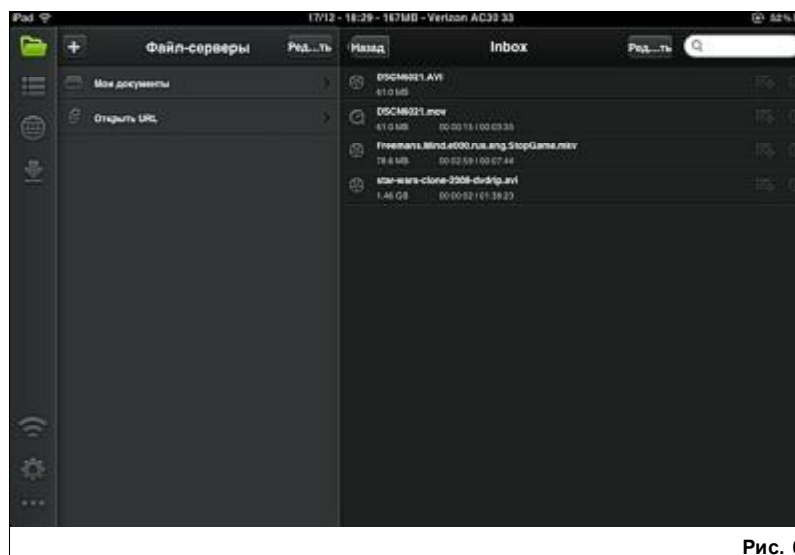 iPad 17/12 - 18:29 - 167MB - Verizon AC30 33 52%
+ Файл-серверы Ред...ть
Мои документы
Открыть URL
Назад Inbox Ред...ть
DSCN6021.AVI
61.0 MB
DSCN6021.mov
61.0 MB 00:00:15 / 00:03:35
Freemans.Mind.e000.rus.eng.StopGame.mkv
78.6 MB 00:02:59 / 00:07:44
star-wars-clone-2008-dvdrip.avi
1.46 GB 00:00:52 / 01:38:23
Рис.